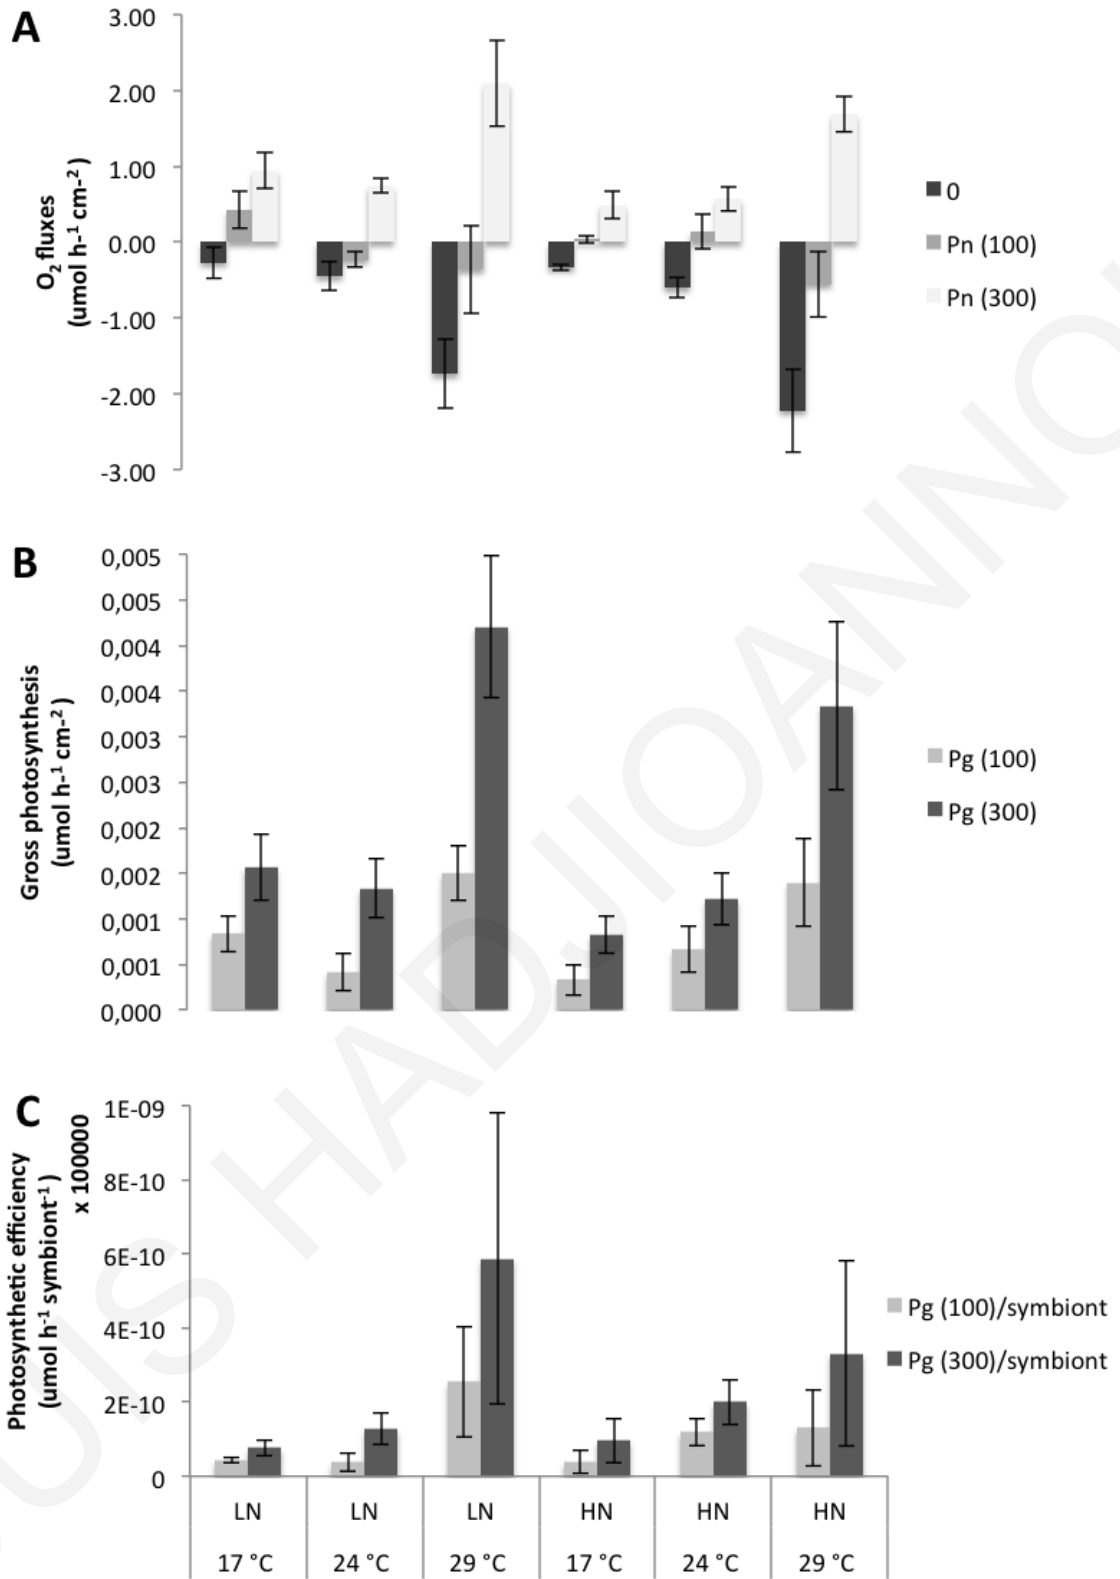 A
3.00
2.00
1.00
0.00
-1.00
-2.00
-3.00
O2 fluxes
(umol h-1 cm-2 )
0
Pn (100)
Pn (300)
B
0,005
0,005
0,004
0,004
0,003
0,003
0,002
0,002
0,001
0,001
0,000
Gross photosynthesis
(umol h-1 cm-2 )
Pg (100)
Pg (300)
C
1E-09
8E-10
6E-10
4E-10
2E-10
0
Photosynthetic efficiency
(umol h-1 symbiont-1 )
x 100000
Pg (100)/symbiont
Pg (300)/symbiont
LN LN LN HN HN HN
17 °C 24 °C 29 °C 17 °C 24 °C 29 °C